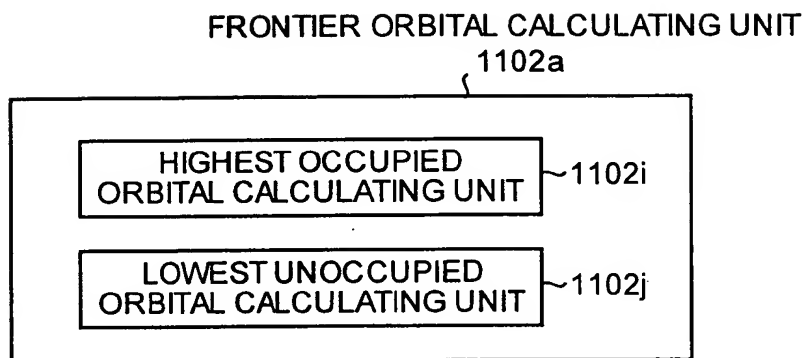 FRONTIER ORBITAL CALCULATING UNIT
1102a
HIGHEST OCCUPIED
ORBITAL CALCULATING UNIT
1102i
LOWEST UNOCCUPIED
ORBITAL CALCULATING UNIT
1102j